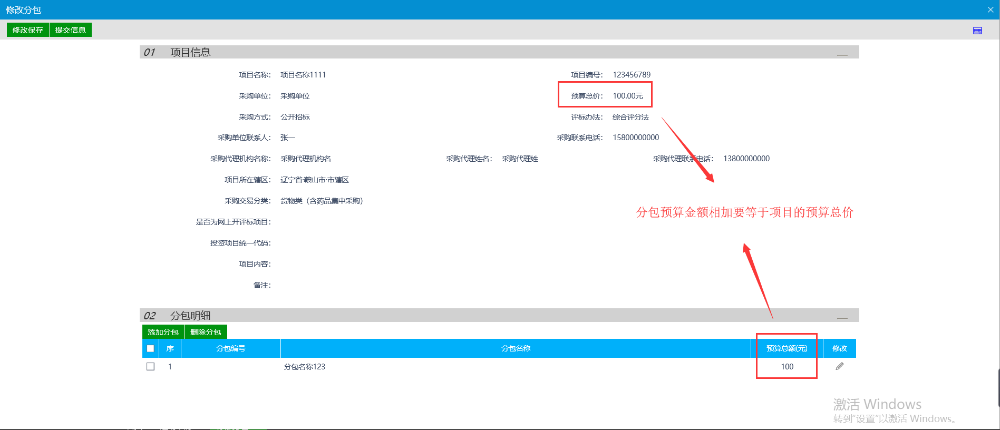 修改分包
修改保存 提交信息
01 项目信息
项目名称： 项目名称1111 项目编号： 123456789
采购单位： 采购单位 预算总价： 100.00元
采购方式： 公开招标 评标办法： 综合评分法
采购单位联系人： 张一 采购联系电话： 15800000000
采购代理机构名称： 采购代理机构名 采购代理姓名： 采购代理姓 采购代理联系电话： 13800000000
项目所在辖区： 辽宁省·鞍山市·市辖区
采购交易分类： 货物类（含药品集中采购）
分包预算金额相加要等于项目的预算总价
是否为网上开评标项目：
投资项目统一代码：
项目内容：
备注：
02 分包明细
添加分包 删除分包
序 分包编号 分包名称 预算总额(元) 修改
1 分包名称123 100
激活 Windows
转到“设置”以激活 Windows。